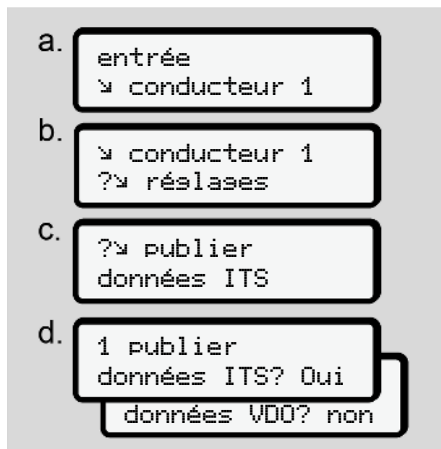 a.
entrée
↘ conducteur 1
b.
↘ conducteur 1
?↘ réglages
c.
?↘ publier
données ITS
d.
1 publier
données ITS? Oui
données VDO? non